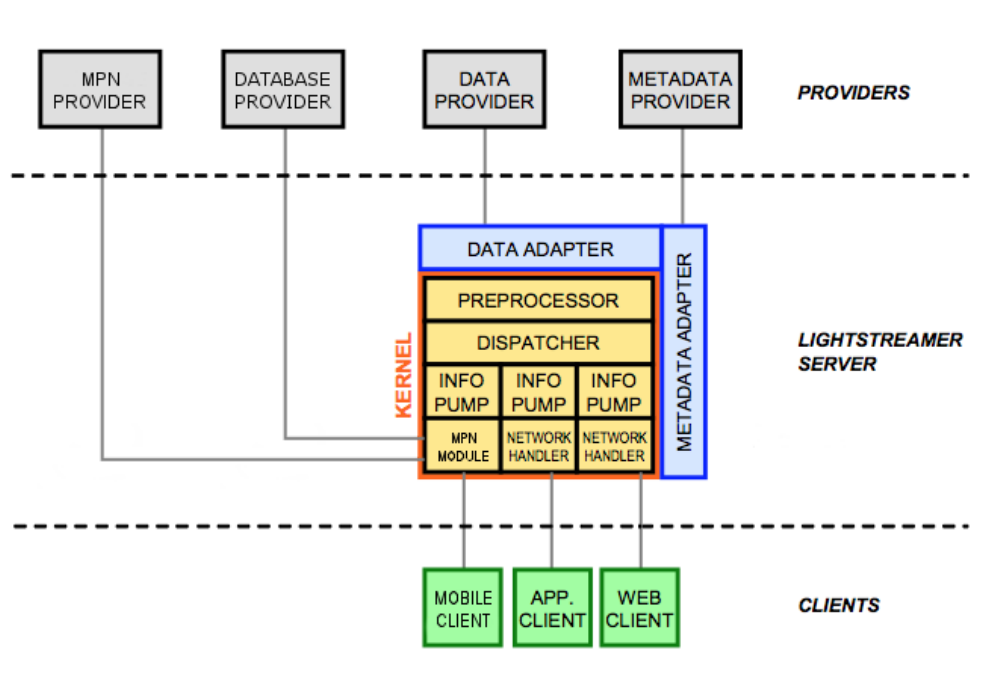 MPN
PROVIDER
DATABASE
PROVIDER
DATA
PROVIDER
METADATA
PROVIDER
PROVIDERS
DATA ADAPTER
METADATA ADAPTER
KERNEL
PREPROCESSOR
DISPATCHER
INFO
PUMP
INFO
PUMP
INFO
PUMP
MPN
MODULE
NETWORK
HANDLER
NETWORK
HANDLER
LIGHTSTREAMER
SERVER
MOBILE
CLIENT
APP.
CLIENT
WEB
CLIENT
CLIENTS